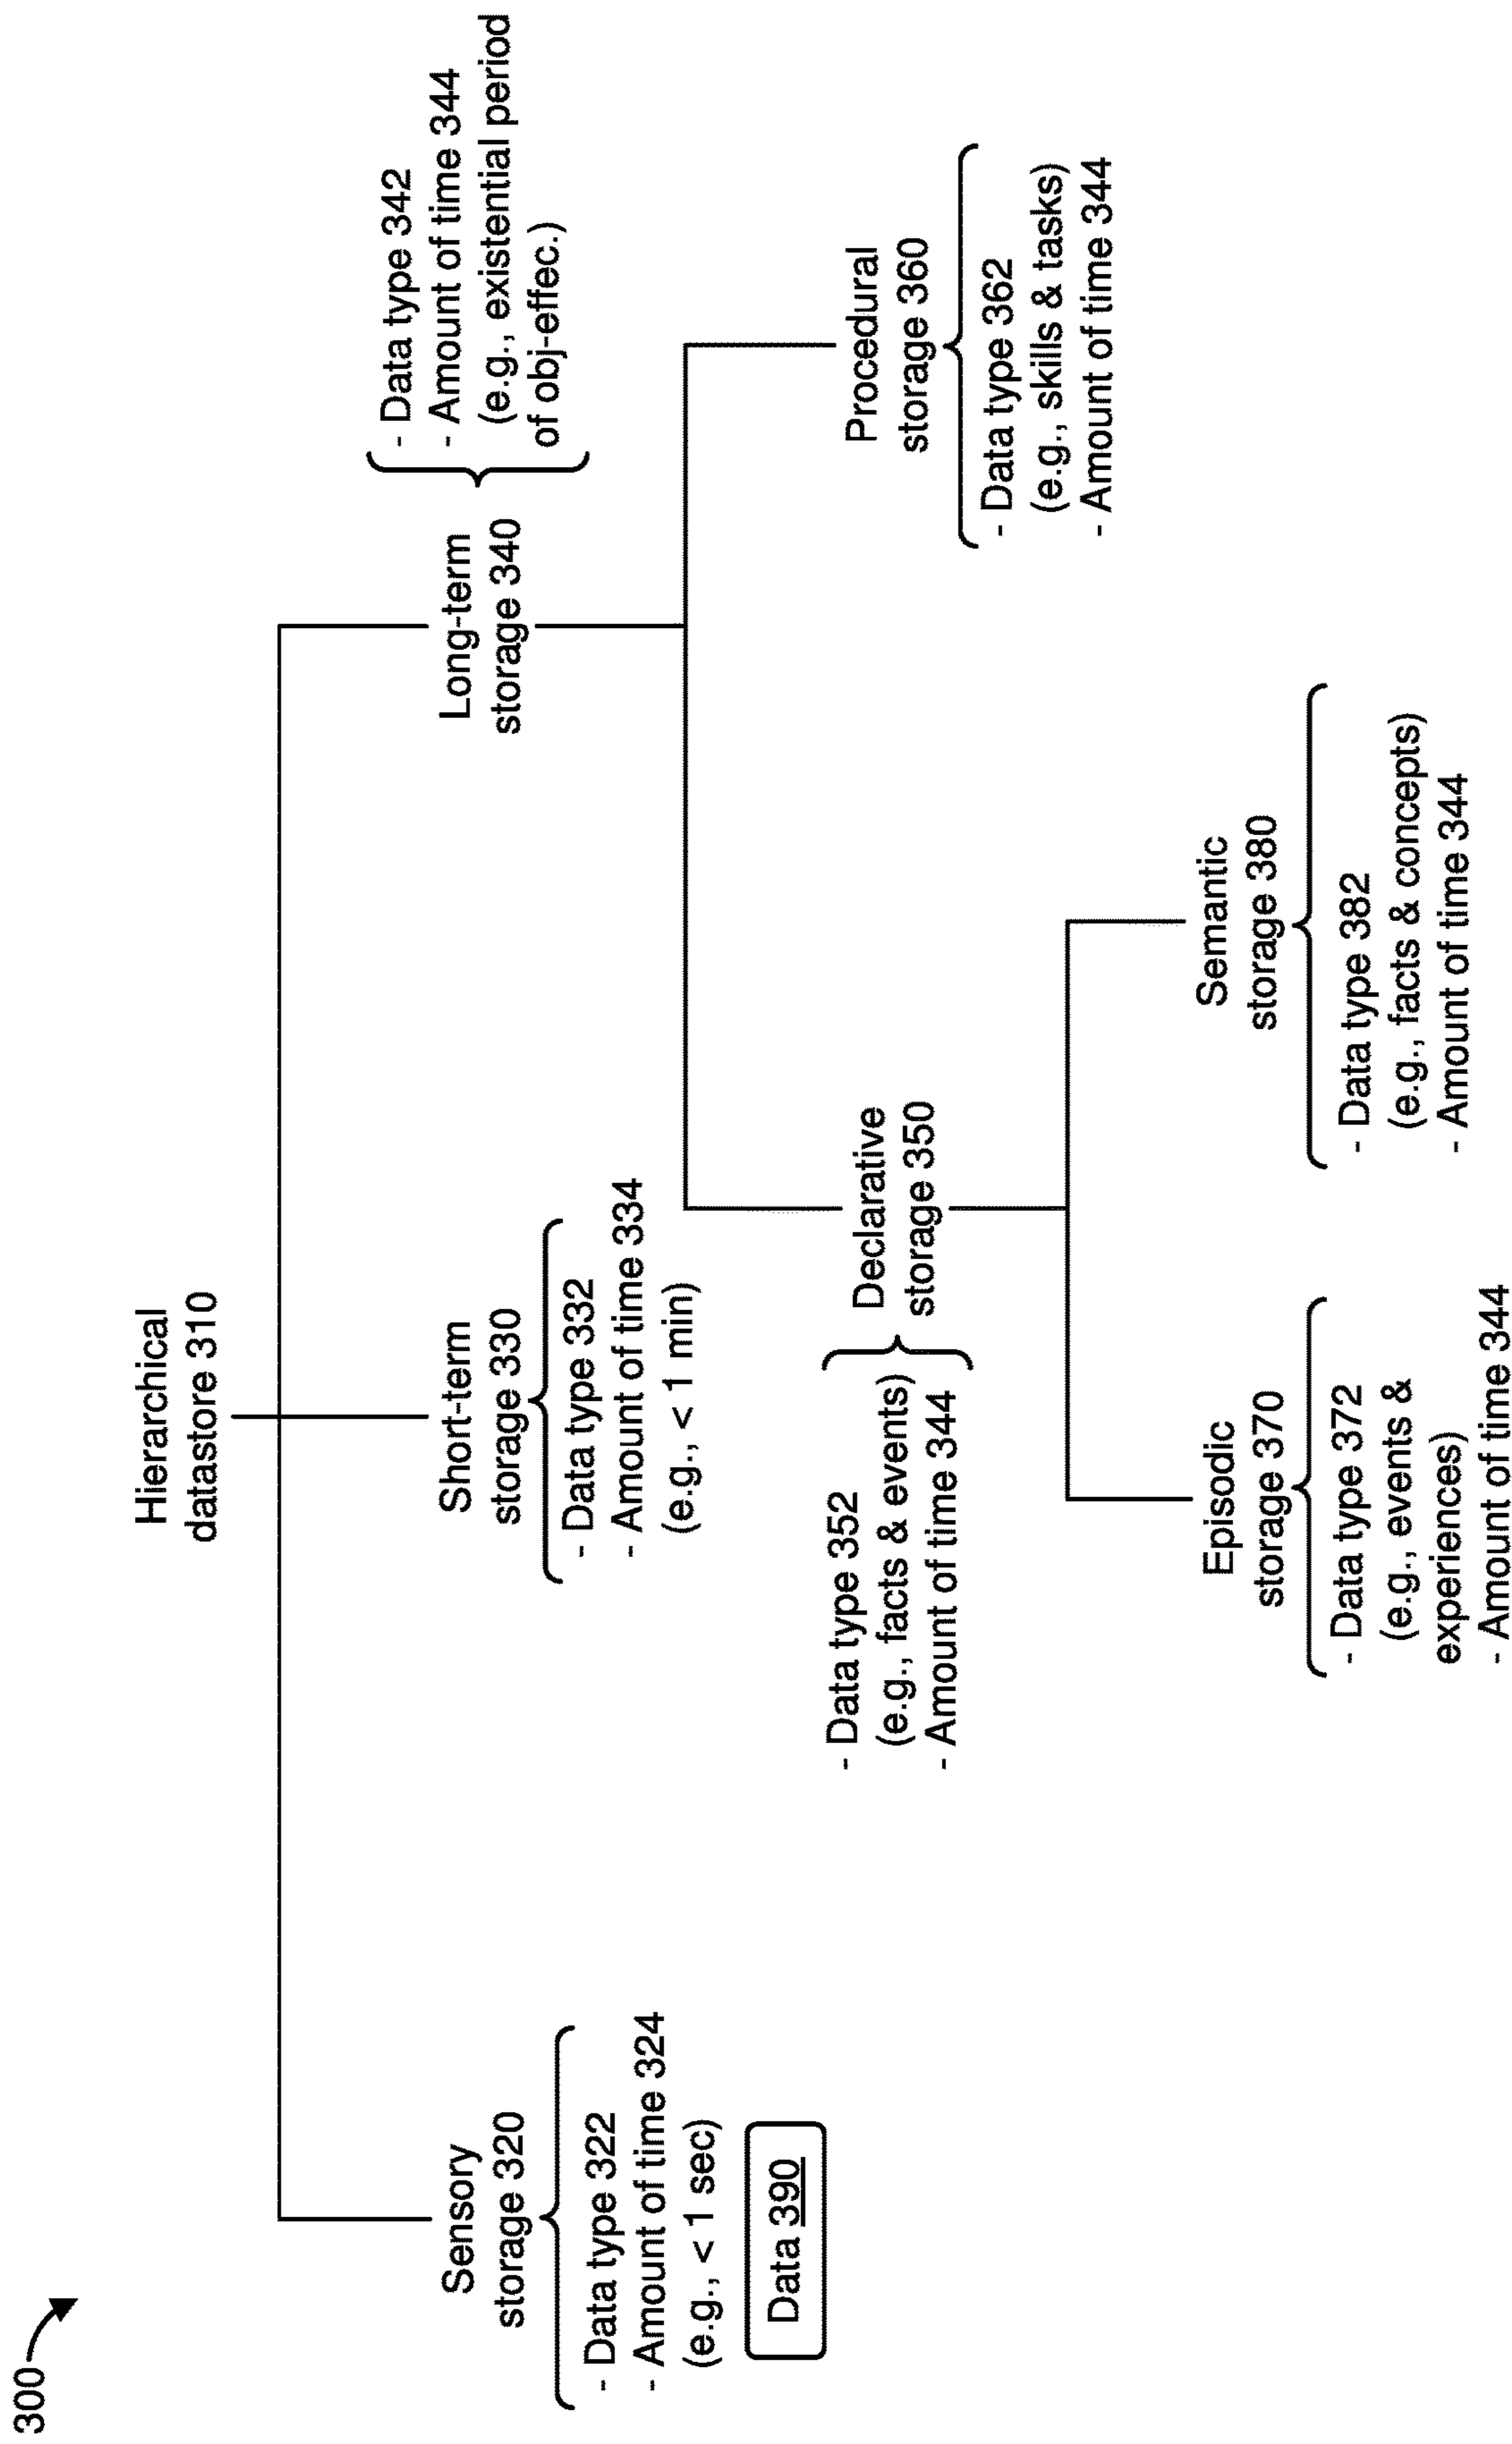 300
Hierarchical
datastore 310
Sensory
storage 320
- Data type 322
- Amount of time 324
(e.g., < 1 sec)
Data 390
Short-term
storage 330
- Data type 332
- Amount of time 334
(e.g., < 1 min)
Long-term
storage 340
- Data type 342
- Amount of time 344
(e.g., existential period
of obj-effec.)
Declarative
storage 350
- Data type 352
(e.g., facts & events)
- Amount of time 344
Procedural
storage 360
- Data type 362
(e.g., skills & tasks)
- Amount of time 344
Episodic
storage 370
- Data type 372
(e.g., events &
experiences)
- Amount of time 344
Semantic
storage 380
- Data type 382
(e.g., facts & concepts)
- Amount of time 344